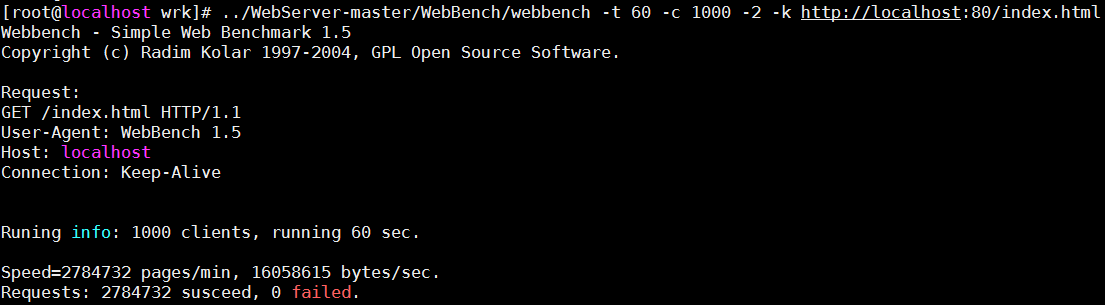 [root@localhost wrk]# ../WebServer-master/WebBench/webbench -t 60 -c 1000 -2 -k http://localhost:80/index.html
Webbench - Simple Web Benchmark 1.5
Copyright (c) Radim Kolar 1997-2004, GPL Open Source Software.
Request:
GET /index.html HTTP/1.1
User-Agent: WebBench 1.5
Host: localhost
Connection: Keep-Alive
Runing info: 1000 clients, running 60 sec.
Speed=2784732 pages/min, 16058615 bytes/sec.
Requests: 2784732 susceed, 0 failed.